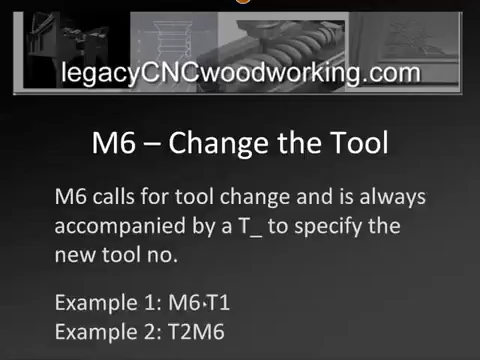 legacyCNCwoodworking.com
M6 – Change the Tool
M6 calls for tool change and is always
accompanied by a T_ to specify the
new tool no.
Example 1: M6 T1
Example 2: T2M6